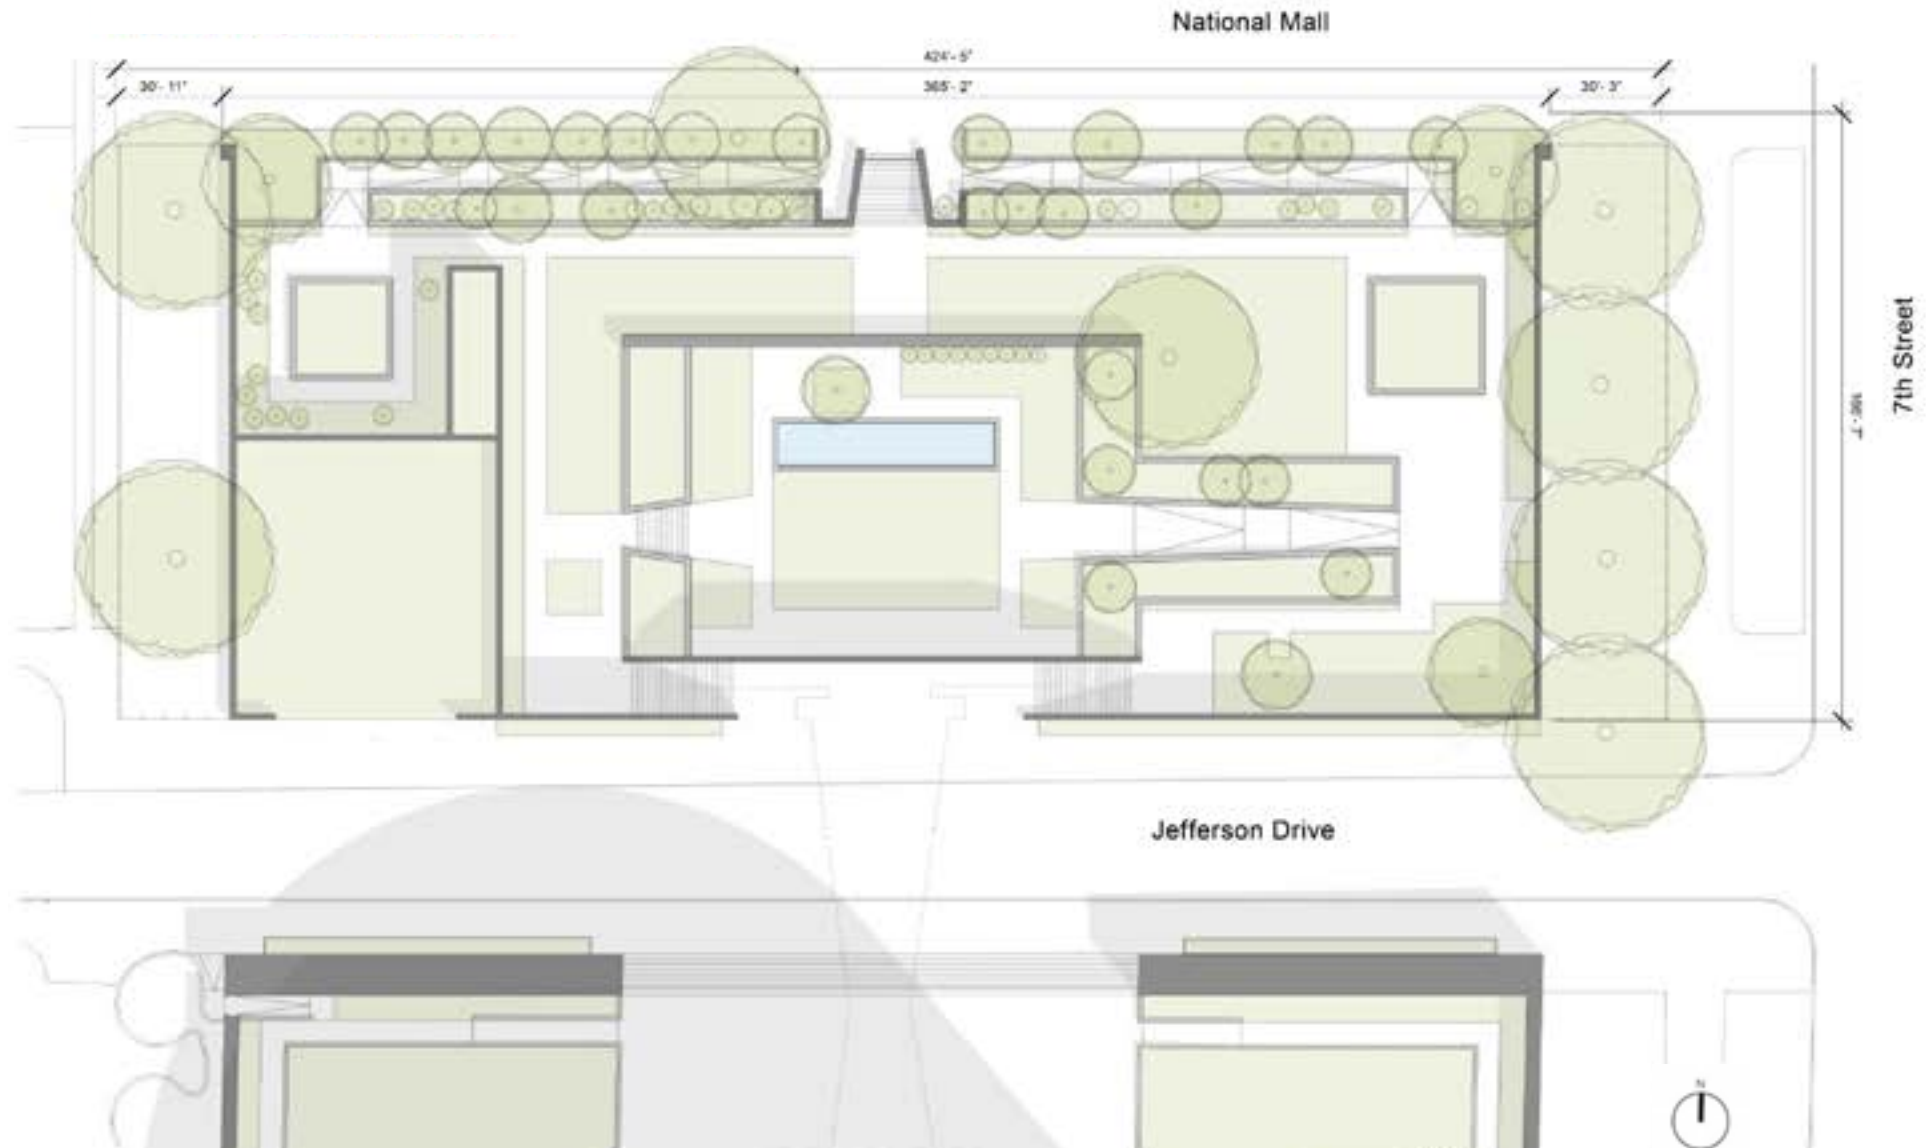 National Mall
424'- 5"
30'- 11"
365'- 2"
30'- 3"
7th Street
Jefferson Drive
N